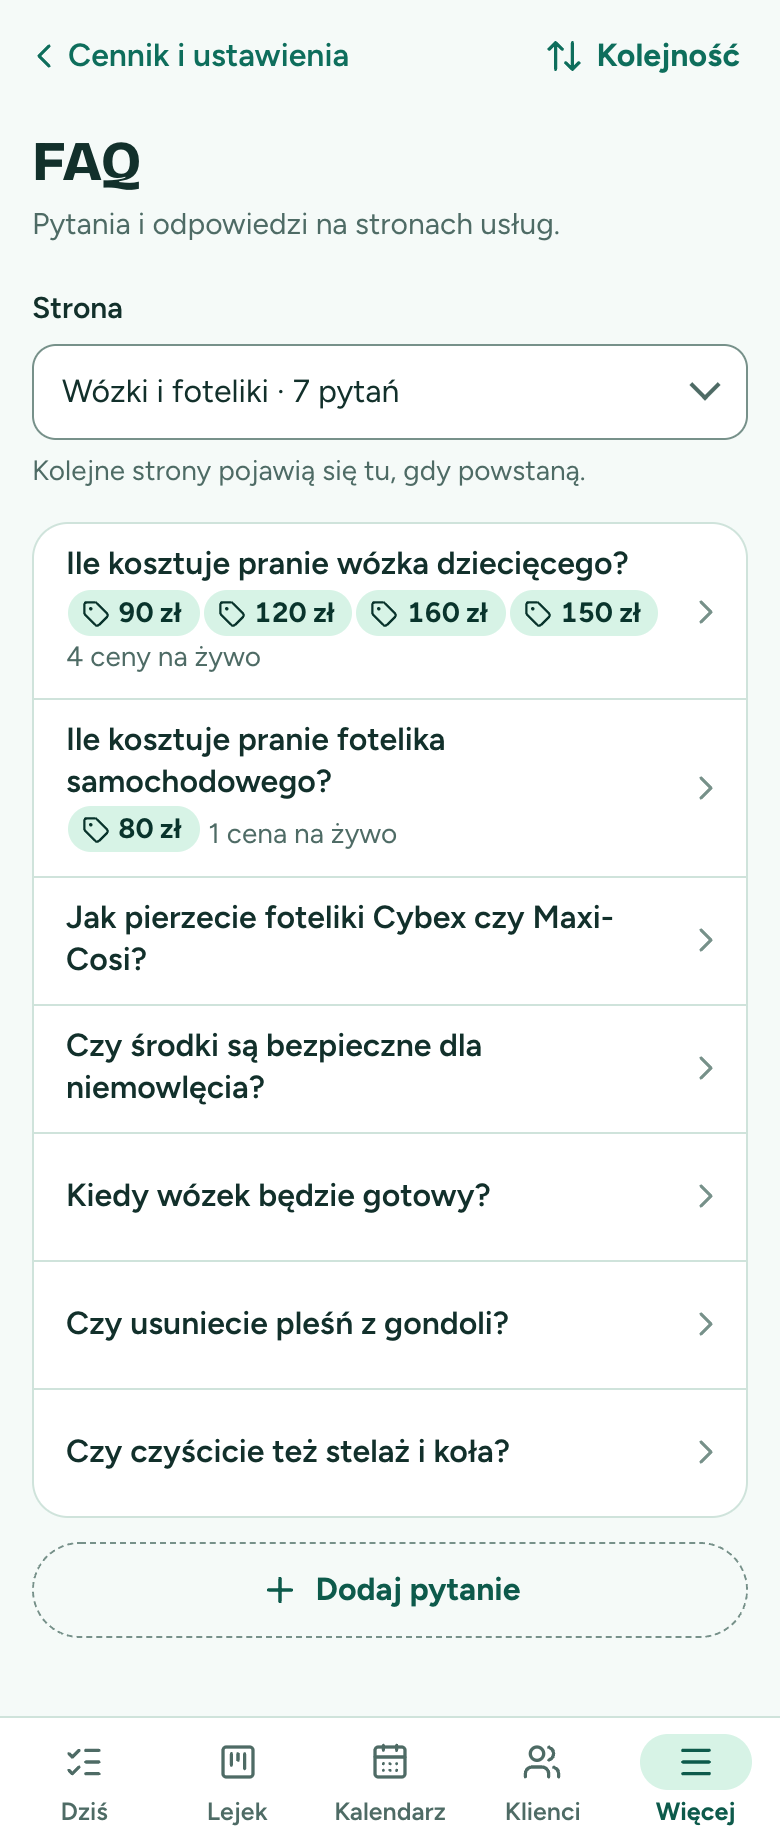 Cennik i ustawienia
Kolejność
FAQ
Pytania i odpowiedzi na stronach usług.
Strona
Wózki i foteliki · 7 pytań
Kolejne strony pojawią się tu, gdy powstaną.
Ile kosztuje pranie wózka dziecięcego?
90 zł 120 zł 160 zł 150 zł
4 ceny na żywo
Ile kosztuje pranie fotelika
samochodowego?
80 zł 1 cena na żywo
Jak pierzecie foteliki Cybex czy Maxi-
Cosi?
Czy środki są bezpieczne dla
niemowlęcia?
Kiedy wózek będzie gotowy?
Czy usuniecie pleśń z gondoli?
Czy czyścicie też stelaż i koła?
Dodaj pytanie
Dziś Lejek Kalendarz Klienci Więcej